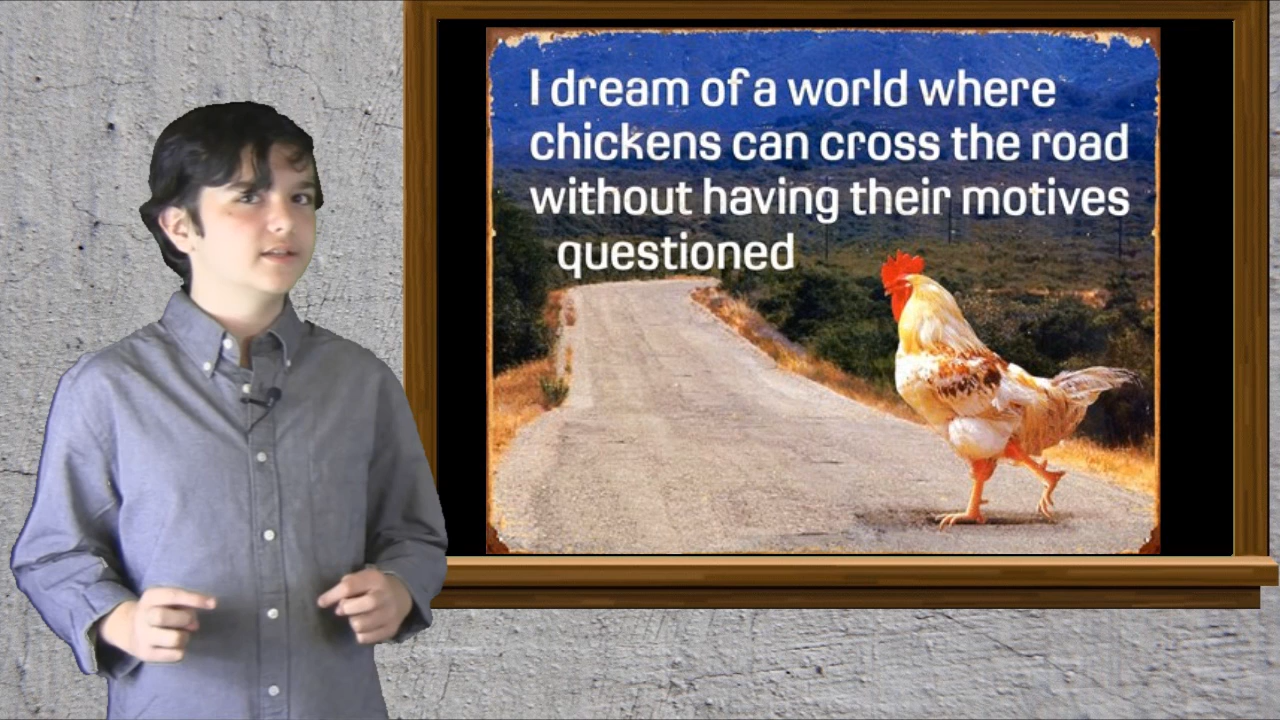 I dream of a world where
chickens can cross the road
without having their motives
questioned